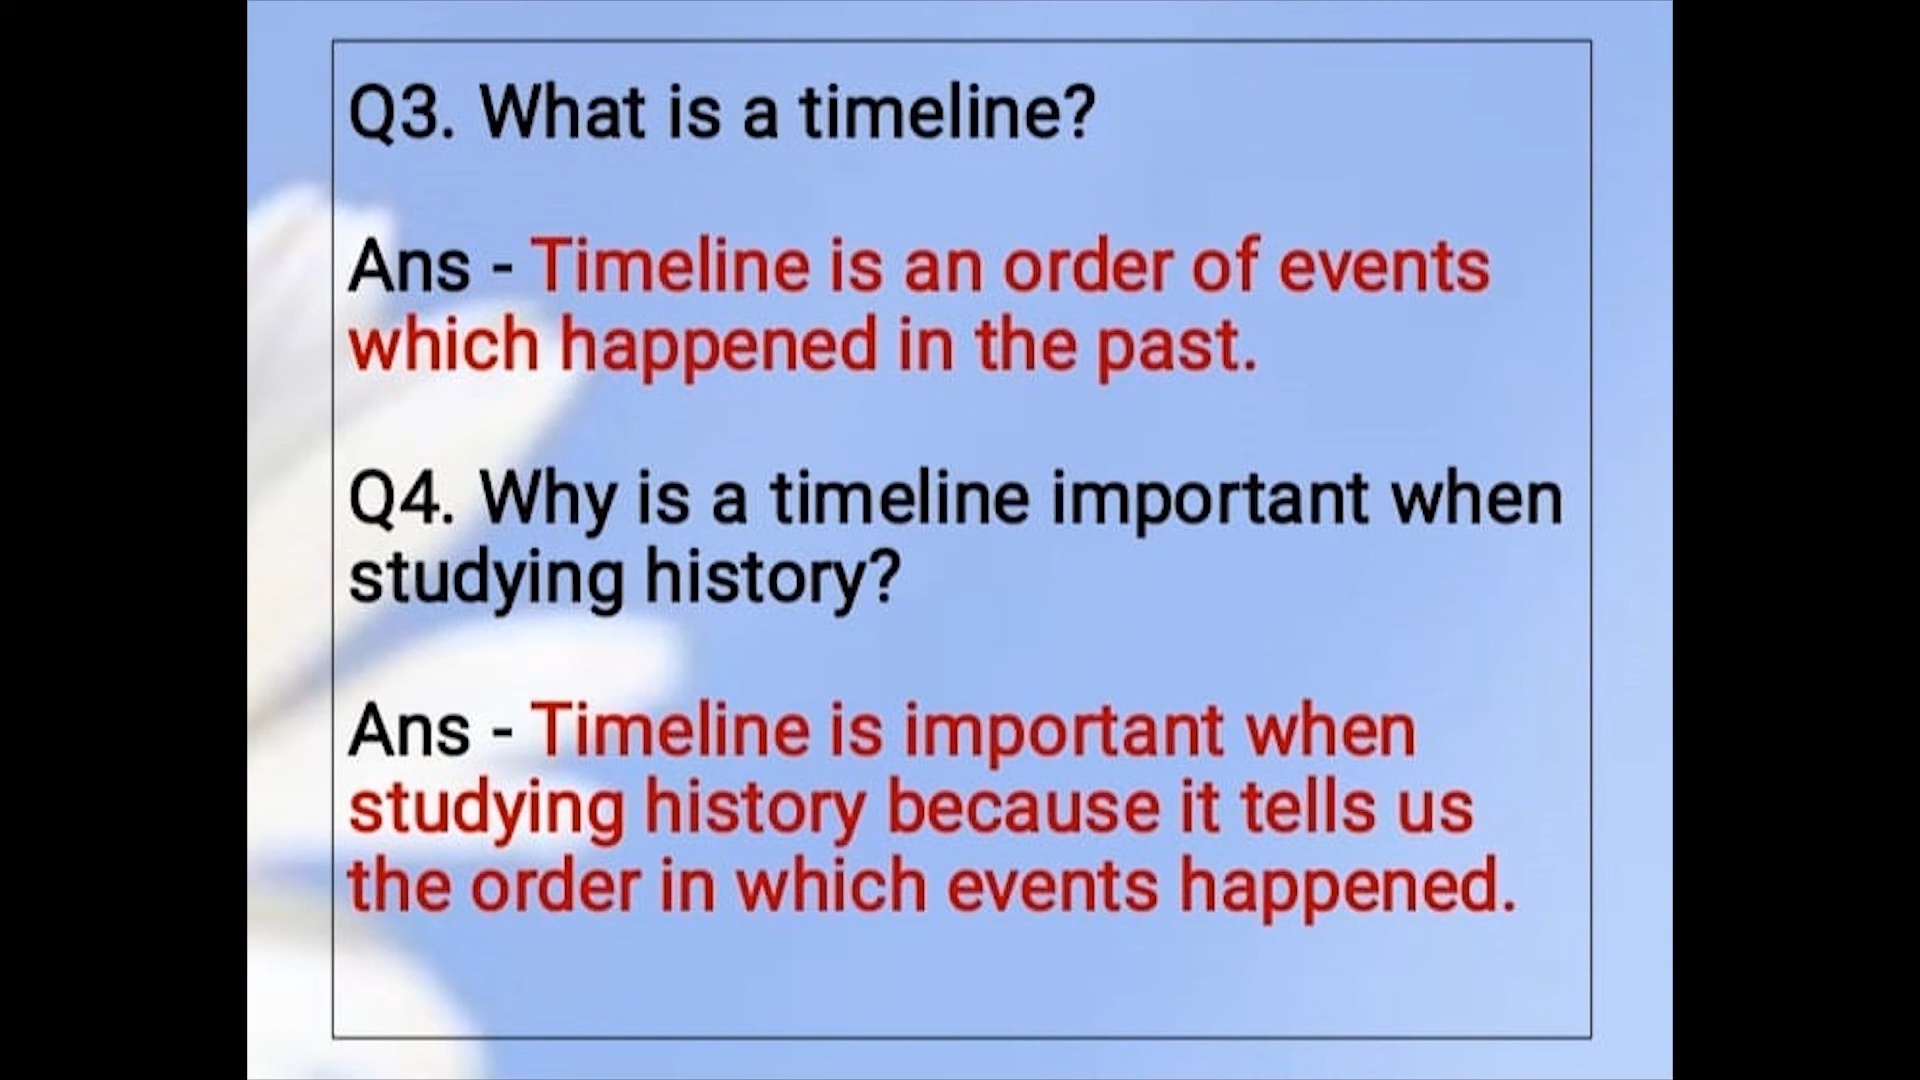 Q3. What is a timeline?
Ans - Timeline is an order of events
which happened in the past.
Q4. Why is a timeline important when
studying history?
Ans - Timeline is important when
studying history because it tells us
the order in which events happened.